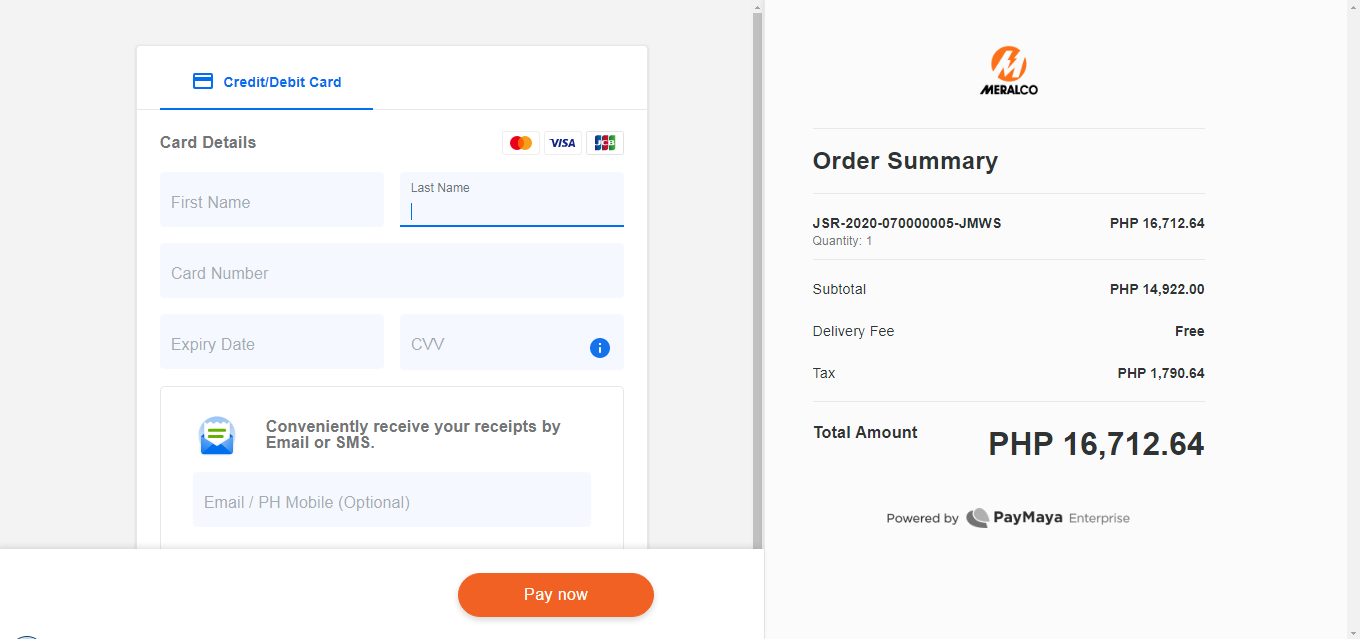 Credit/Debit Card
Card Details
VISA
JCB
First Name
Last Name
Card Number
Expiry Date
CVV
i
Conveniently receive your receipts by
Email or SMS.
Email / PH Mobile (Optional)
Pay now
MERALCO
Order Summary
JSR-2020-070000005-JMWS PHP 16,712.64
Quantity: 1
Subtotal PHP 14,922.00
Delivery Fee Free
Tax PHP 1,790.64
Total Amount PHP 16,712.64
Powered by PayMaya Enterprise